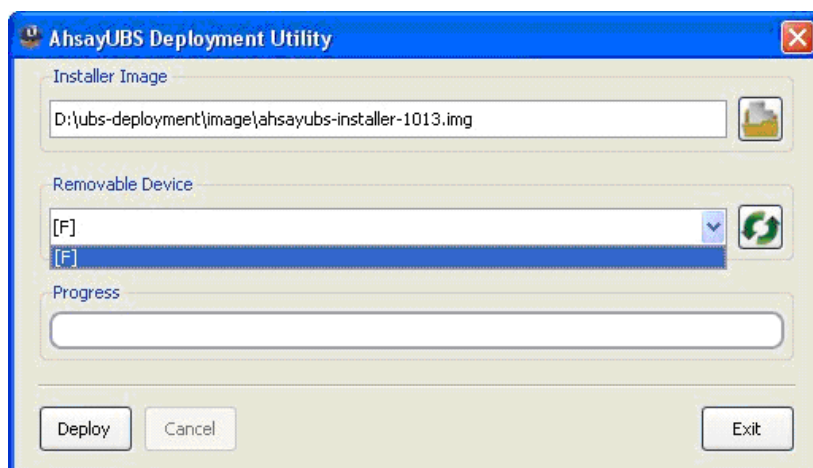 AhsayUBS Deployment Utility
Installer Image
D:\ubs-deployment\image\ahsayubs-installer-1013.img
Removable Device
[F]
[F]
Progress
Deploy
Cancel
Exit